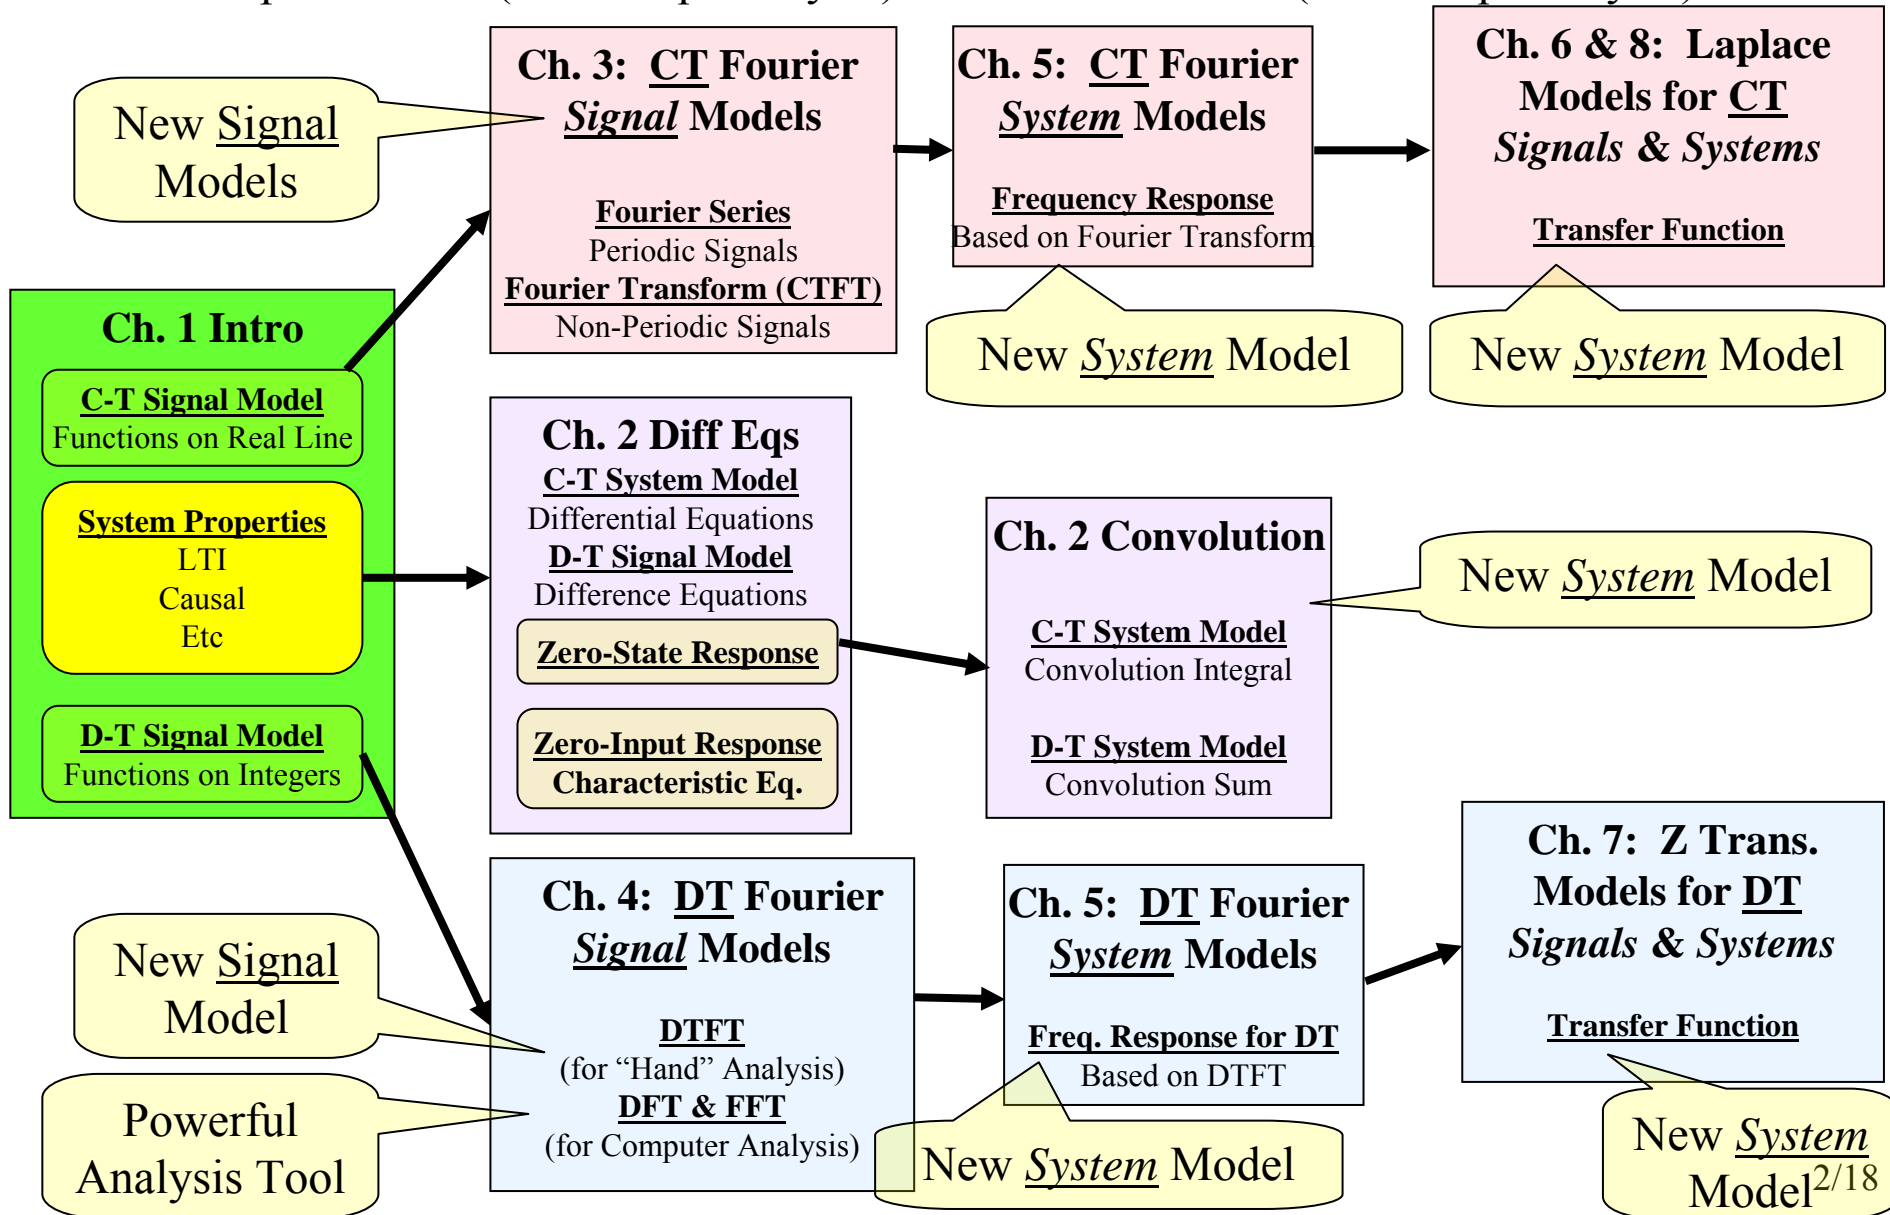 Ch. 1 Intro
C-T Signal Model
Functions on Real Line
System Properties
LTI
Causal
Etc
D-T Signal Model
Functions on Integers
New Signal
Models
Ch. 3: CT Fourier
Signal Models
Fourier Series
Periodic Signals
Fourier Transform (CTFT)
Non-Periodic Signals
Ch. 5: CT Fourier
System Models
Frequency Response
Based on Fourier Transform
New System Model
Ch. 6 & 8: Laplace
Models for CT
Signals & Systems
Transfer Function
New System Model
Ch. 2 Diff Eqs
C-T System Model
Differential Equations
D-T Signal Model
Difference Equations
Zero-State Response
Zero-Input Response
Characteristic Eq.
Ch. 2 Convolution
C-T System Model
Convolution Integral
D-T System Model
Convolution Sum
New System Model
Ch. 4: DT Fourier
Signal Models
DTFT
(for “Hand” Analysis)
DFT & FFT
(for Computer Analysis)
New Signal
Model
Powerful
Analysis Tool
Ch. 5: DT Fourier
System Models
Freq. Response for DT
Based on DTFT
New System Model
Ch. 7: Z Trans.
Models for DT
Signals & Systems
Transfer Function
New System
Model
2/18